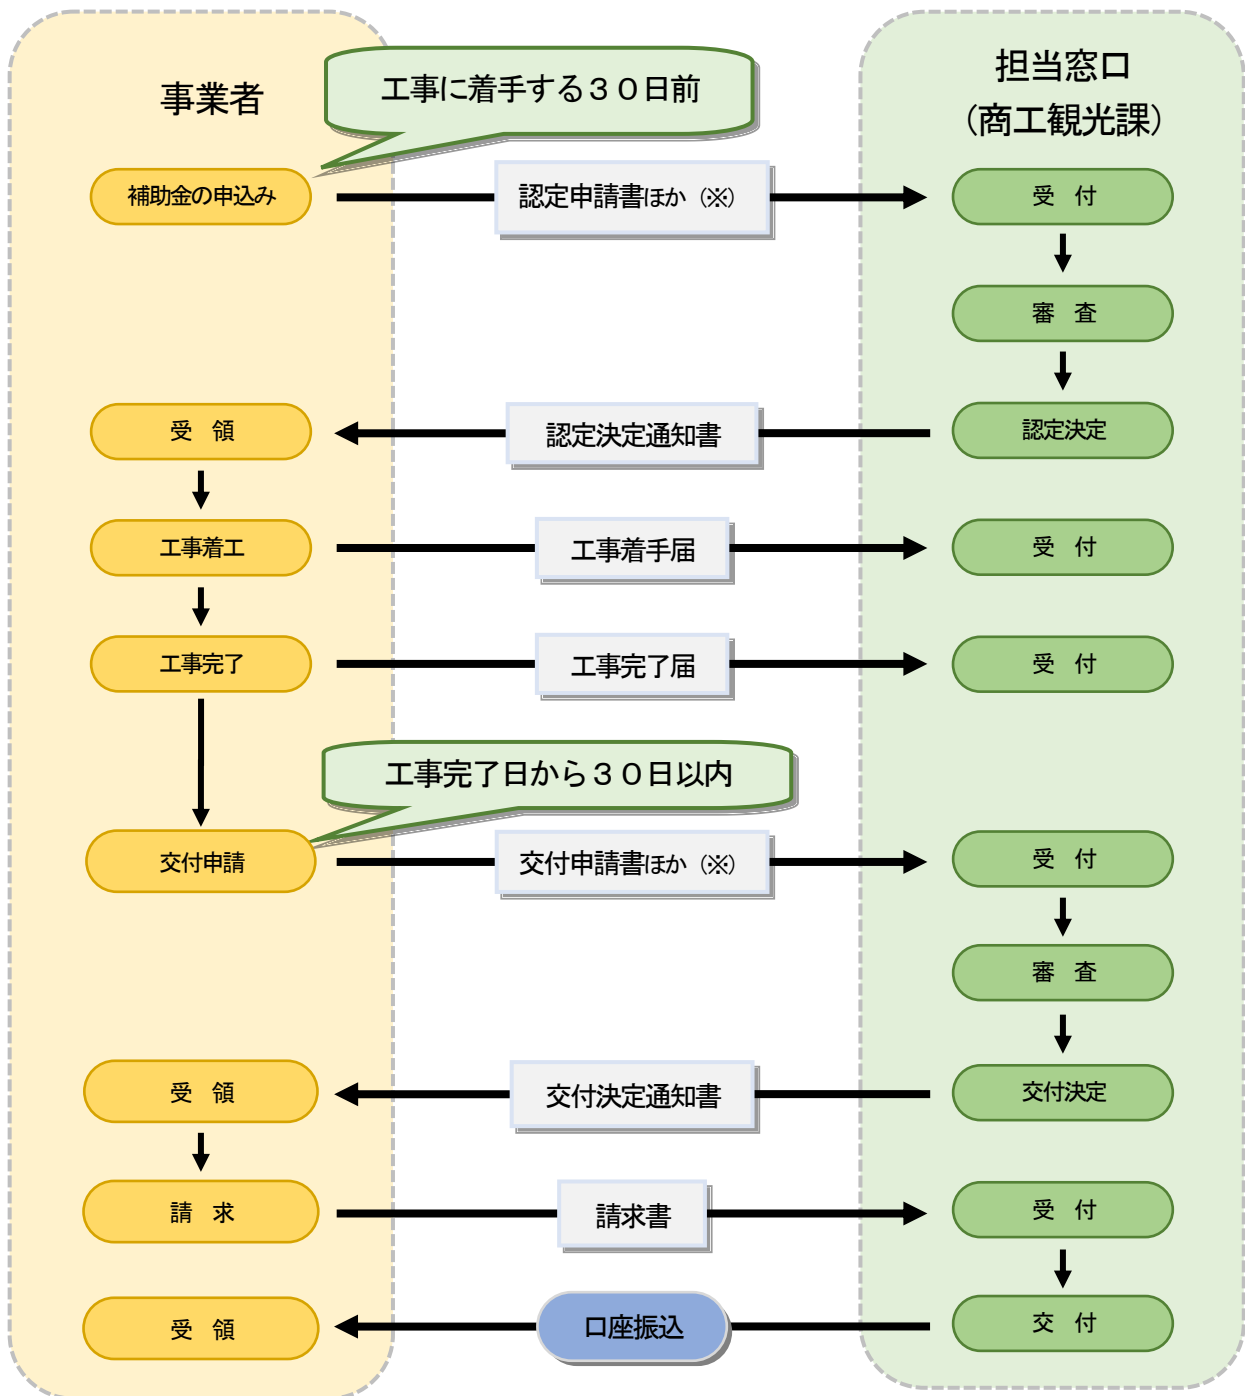 事業者
工事に着手する３０日前
担当窓口
（商工観光課）
補助金の申込み
認定申請書ほか（※）
受　付
審　査
受　領
認定決定通知書
認定決定
工事着工
工事着手届
受　付
工事完了
工事完了届
受　付
工事完了日から３０日以内
交付申請
交付申請書ほか（※）
受　付
審　査
受　領
交付決定通知書
交付決定
請　求
請求書
受　付
受　領
口座振込
交　付